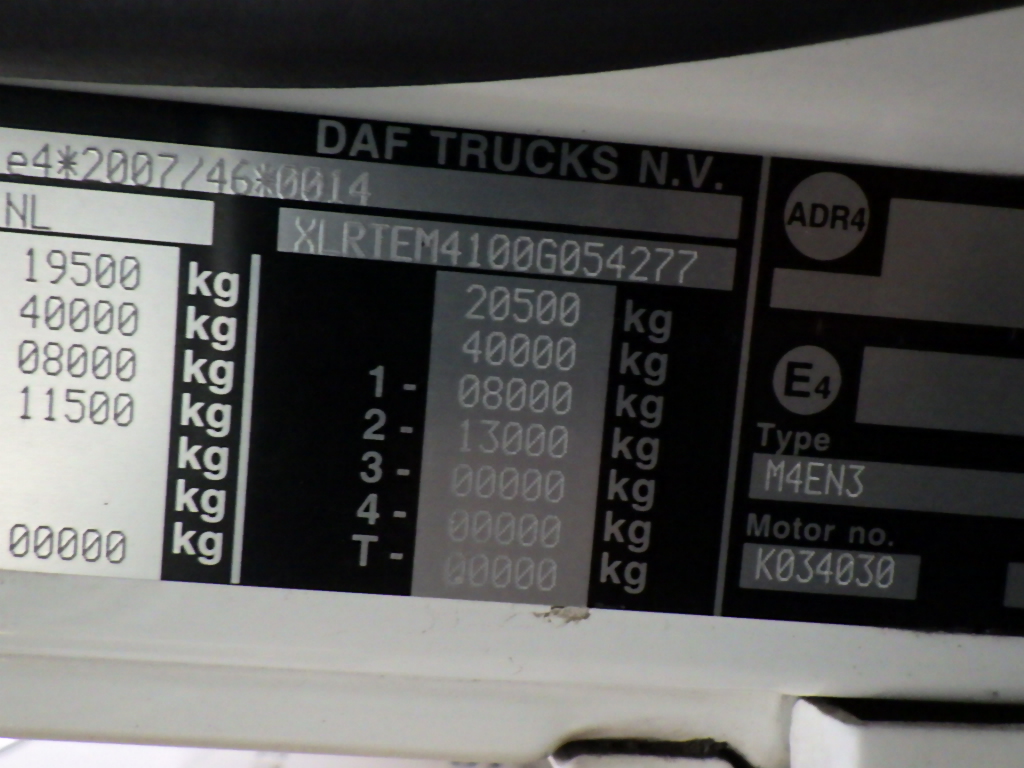 DAF TRUCKS N.V.
e4*2007/46*0014
NL
XLRTEM4100G054277
19500 kg 20500 kg
40000 kg 40000 kg
08000 kg 1 - 08000 kg
11500 kg 2 - 13000 kg
kg 3 - 00000 kg
kg 4 - 00000 kg
00000 kg T - 00000 kg
ADR4
E4
Type
M4EN3
Motor no.
K034030